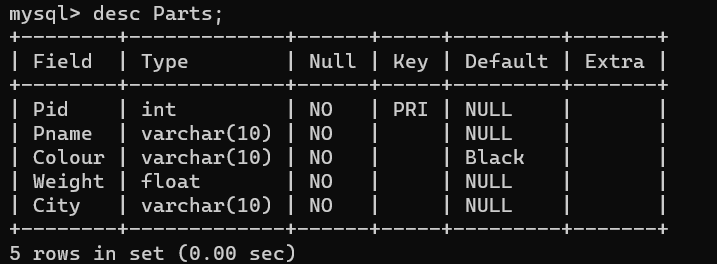 mysql> desc Parts;
+--------+-------------+------+-----+---------+-------+
| Field  | Type        | Null | Key | Default | Extra |
+--------+-------------+------+-----+---------+-------+
| Pid    | int         | NO   | PRI | NULL    |       |
| Pname  | varchar(10) | NO   |     | NULL    |       |
| Colour | varchar(10) | NO   |     | Black   |       |
| Weight | float       | NO   |     | NULL    |       |
| City   | varchar(10) | NO   |     | NULL    |       |
+--------+-------------+------+-----+---------+-------+
5 rows in set (0.00 sec)